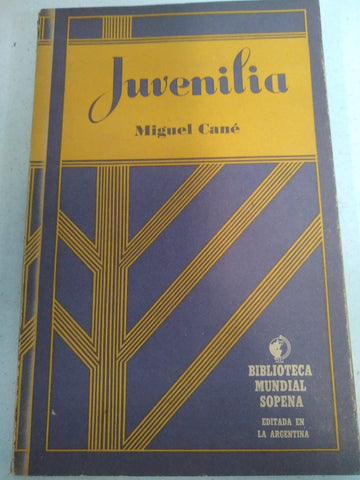 Juvenilia
Miguel Cané
BIBLIOTECA
MUNDIAL
SOPENA
EDITADA EN
LA ARGENTINA